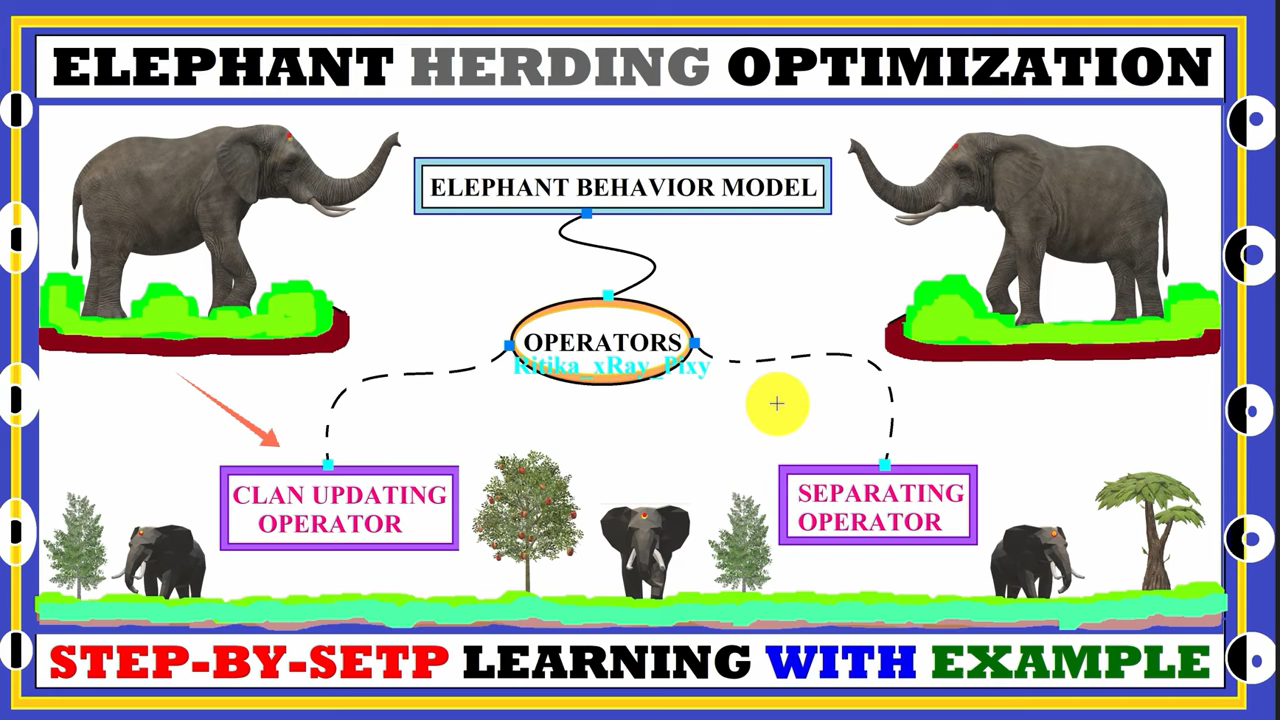 ELEPHANT HERDING OPTIMIZATION
ELEPHANT BEHAVIOR MODEL
OPERATORS
Ritika_xRay_Pixy
CLAN UPDATING
OPERATOR
SEPARATING
OPERATOR
STEP-BY-SETP LEARNING WITH EXAMPLE